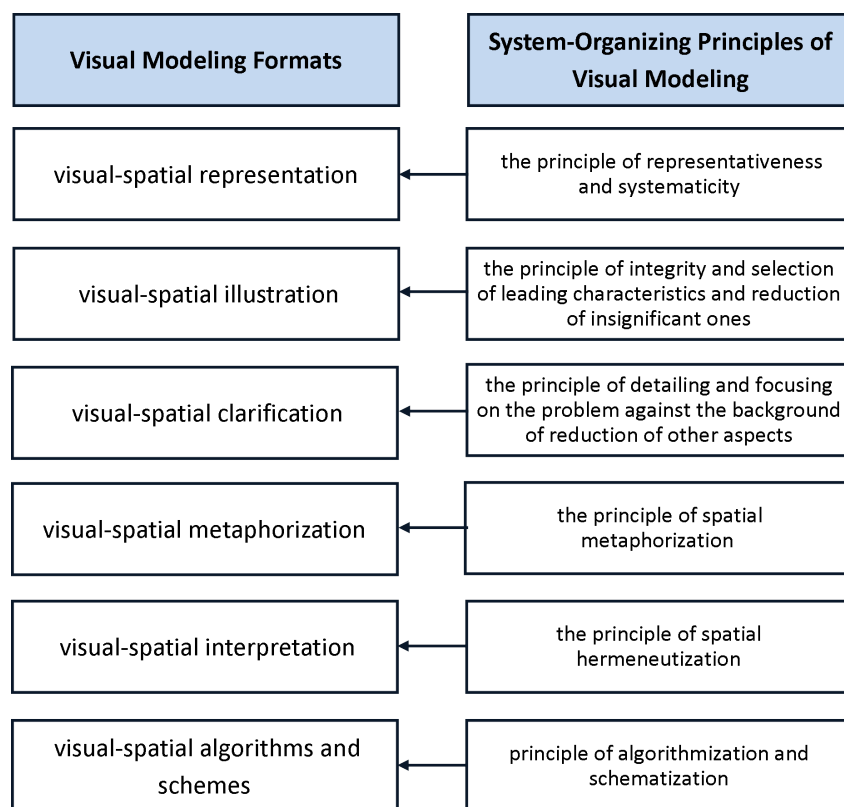 Visual Modeling Formats
System-Organizing Principles of
Visual Modeling
visual-spatial representation
the principle of representativeness
and systematicity
visual-spatial illustration
the principle of integrity and selection
of leading characteristics and reduction
of insignificant ones
visual-spatial clarification
the principle of detailing and focusing
on the problem against the background
of reduction of other aspects
visual-spatial metaphorization
the principle of spatial
metaphorization
visual-spatial interpretation
the principle of spatial
hermeneutization
visual-spatial algorithms and
schemes
principle of algorithmization and
schematization